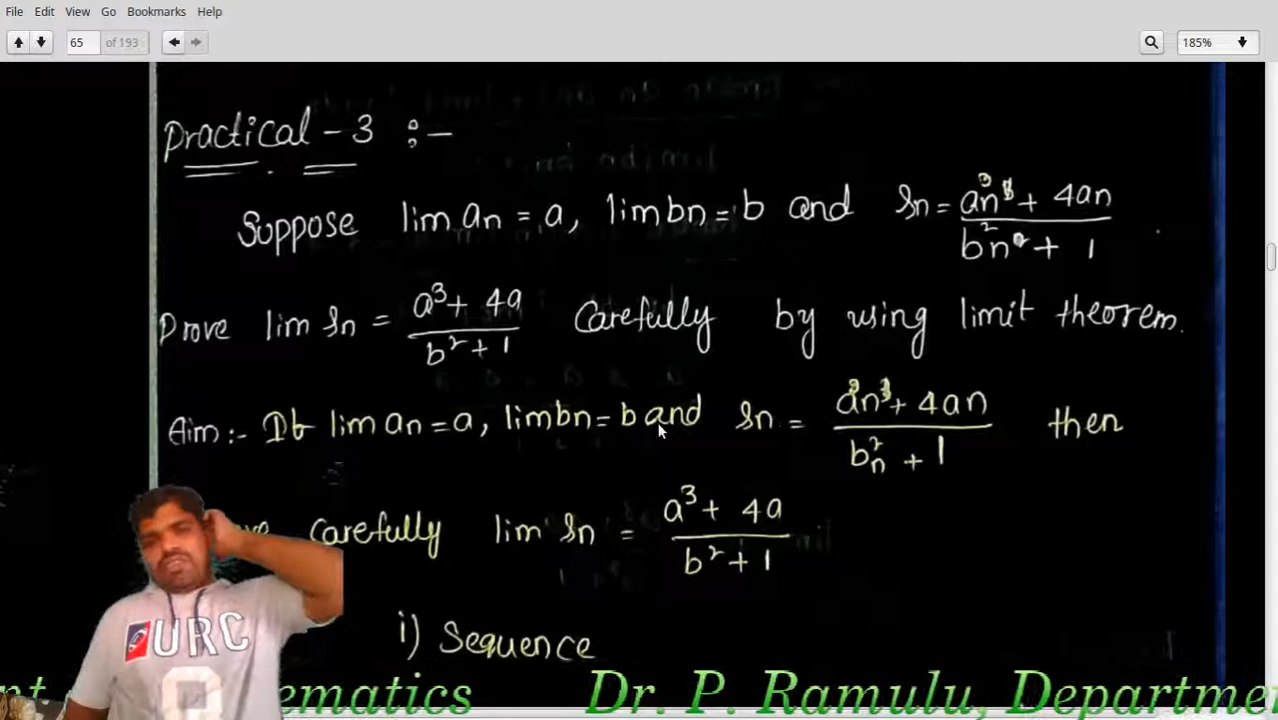 File Edit View Go Bookmarks Help
65 of 193 185%
Practical - 3 :-
Suppose lim an = a, lim bn = b and Sn = an³ + 4an / bn² + 1
Prove lim Sn = a³ + 4a / b² + 1 Carefully by using limit theorem.
Aim :- If lim an = a, lim bn = b and Sn = an³ + 4an / bn² + 1 then
Carefully lim Sn = a³ + 4a / b² + 1
URC
i) Sequence
Dr. P. Ramulu,